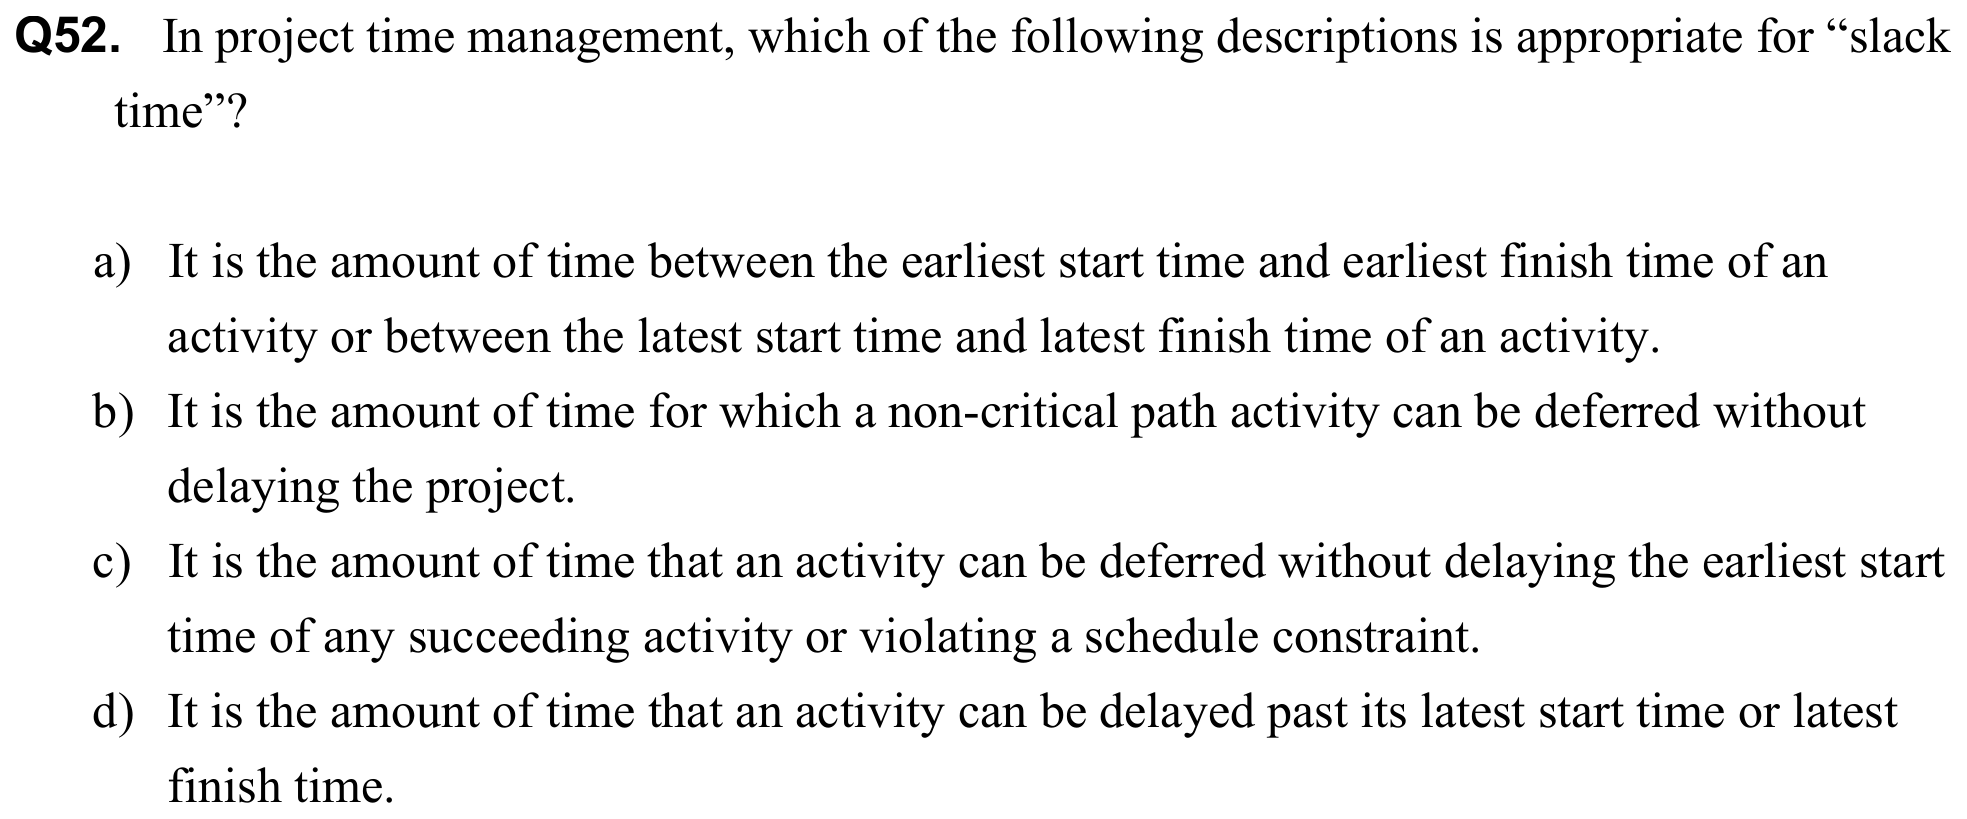 Q52. In project time management, which of the following descriptions is appropriate for “slack
time”?
a) It is the amount of time between the earliest start time and earliest finish time of an
activity or between the latest start time and latest finish time of an activity.
b) It is the amount of time for which a non-critical path activity can be deferred without
delaying the project.
c) It is the amount of time that an activity can be deferred without delaying the earliest start
time of any succeeding activity or violating a schedule constraint.
d) It is the amount of time that an activity can be delayed past its latest start time or latest
finish time.